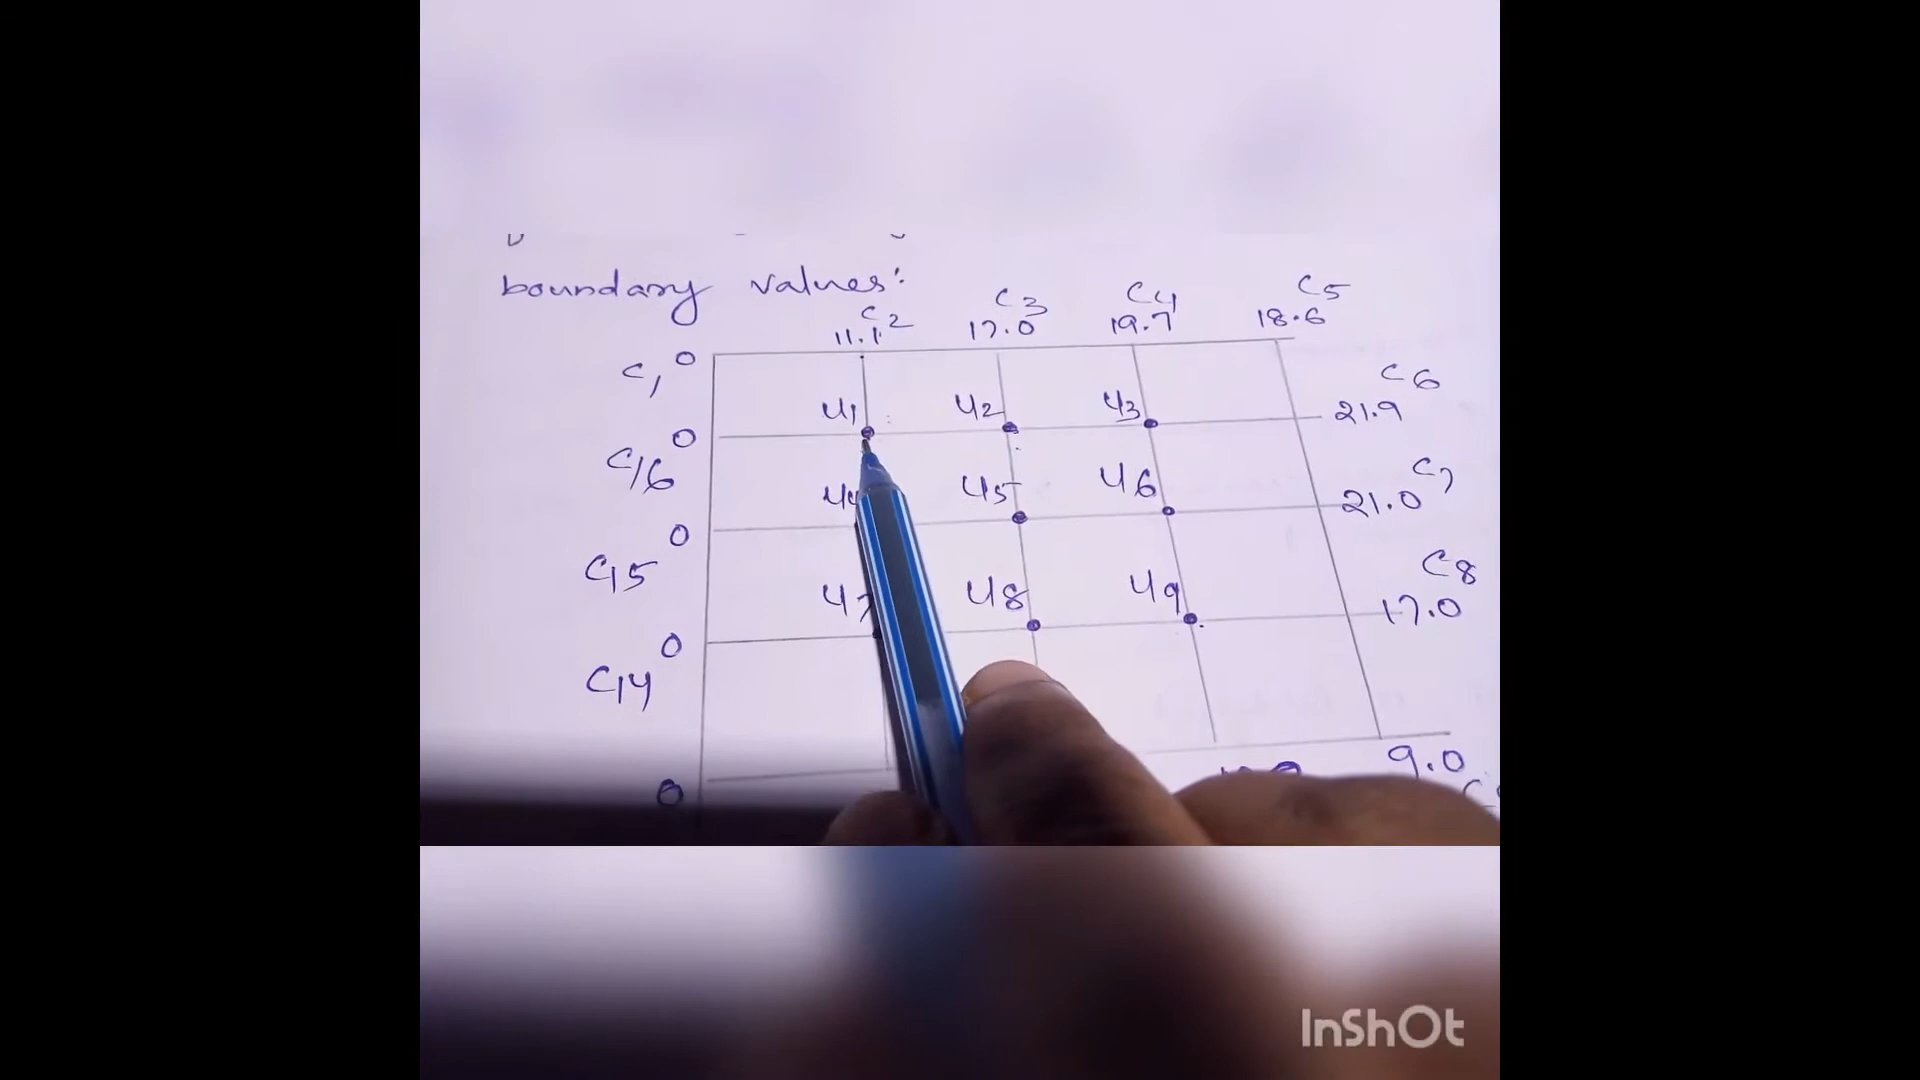 boundary values:
C2 C3 C4 C5
11.1 17.0 19.7 18.6
C1 0 C6
u1 u2 u3 21.9
C16 0 C7
u4 u5 u6 21.0
C15 0 C8
u7 u8 u9 17.0
C14 0
9.0
0
InShOt